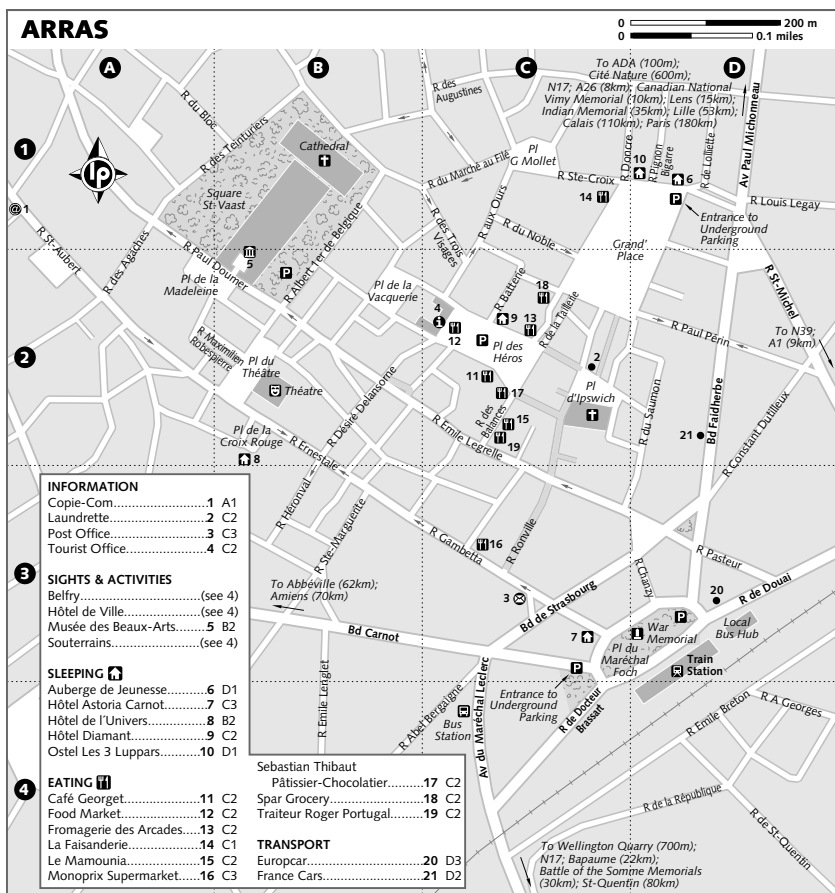 ARRAS
0 200 m
0 0.1 miles
A
B
C
D
To ADA (100m);
Cité Nature (600m);
N17; A26 (8km); Canadian National
Vimy Memorial (10km); Lens (15km);
Indian Memorial (35km); Lille (53km);
Calais (110km); Paris (180km)
R des
Augustines
R du Bloc
R des Teinturiers
Cathedral
1
lp
Pl
G Mollet
R Doncre
R Pignon
Bigarre
R de Lolliette
Av Paul Michonneau
10
6
P
R du Marché au Filé
R Ste-Croix
14
R Louis Legay
Entrance to
Underground
Parking
@ 1
Square
St-Vaast
R aux Ours
R des Trois
Visages
R du Noble
Grand'
Place
R St-Aubert
R des Agaches
R Paul Doumer
5
P
R Albert 1er de Belgique
Pl de la
Madeleine
Pl de la
Vacquerie
R Batterie
18
R St-Michel
4
i
12
9
13
R de la Taillerie
R Paul Périn
To N39;
A1 (9km)
2
P
Pl des
Héros
R Maximilien
Robespierre
Pl du
Théâtre
Théatre
R Désiré Delansorne
11
17
2
Pl
d'Ipswich
R du Saumon
Bd Faidherbe
R Constant Dutilleux
R des
Balances
15
19
21
Pl de la
Croix Rouge
8
R Ernestale
R Emile Legrelle
R Héronval
R Ste-Marguerite
R Gambetta
16
R Ronville
R Pasteur
3
INFORMATION
Copie-Com 1 A1
Laundrette 2 C2
Post Office 3 C3
Tourist Office 4 C2
SIGHTS & ACTIVITIES
Belfry (see 4)
Hôtel de Ville (see 4)
Musée des Beaux-Arts 5 B2
Souterrains (see 4)
SLEEPING
Auberge de Jeunesse 6 D1
Hôtel Astoria Carnot 7 C3
Hôtel de l'Univers 8 B2
Hôtel Diamant 9 C2
Ostel Les 3 Luppars 10 D1
EATING
Café Georget 11 C2
Food Market 12 C2
Fromagerie des Arcades 13 C2
La Faisanderie 14 C1
Le Mamounia 15 C2
Monoprix Supermarket 16 C3
Sebastian Thibaut
Pâtissier-Chocolatier 17 C2
Spar Grocery 18 C2
Traiteur Roger Portugal 19 C2
TRANSPORT
Europcar 20 D3
France Cars 21 D2
To Abbéville (62km);
Amiens (70km)
3
Bd de Strasbourg
R Chanzy
20
R de Douai
Bd Carnot
7
P
War
Memorial
Local
Bus Hub
Pl du
Maréchal
Foch
Train
Station
P
R Emile Lenglet
R Abel Bergaigne
Av du Maréchal Leclerc
Entrance to
Underground
Parking
R de Docteur
Brassart
Bus
Station
R Emile Breton
R A Georges
4
R de la République
R de St-Quentin
To Wellington Quarry (700m);
N17; Bapaume (22km);
Battle of the Somme Memorials
(30km); St-Quentin (80km)